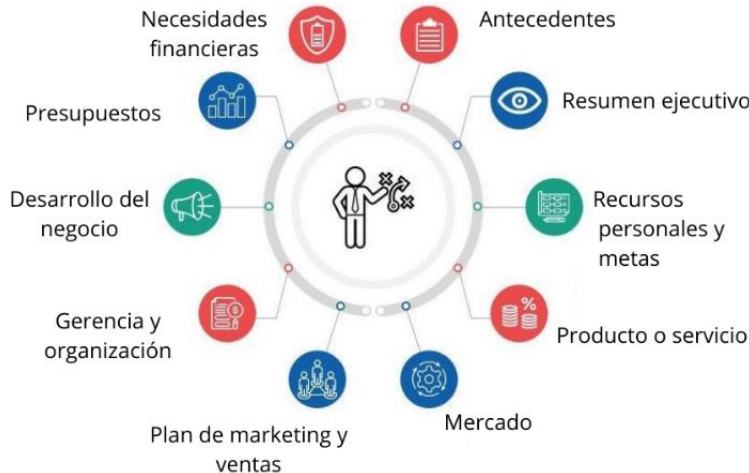 Necesidades
financieras
Antecedentes
Presupuestos
Resumen ejecutivo
Desarrollo del
negocio
Recursos
personales y
metas
Gerencia y
organización
Producto o servicio
%
Plan de marketing y
ventas
Mercado